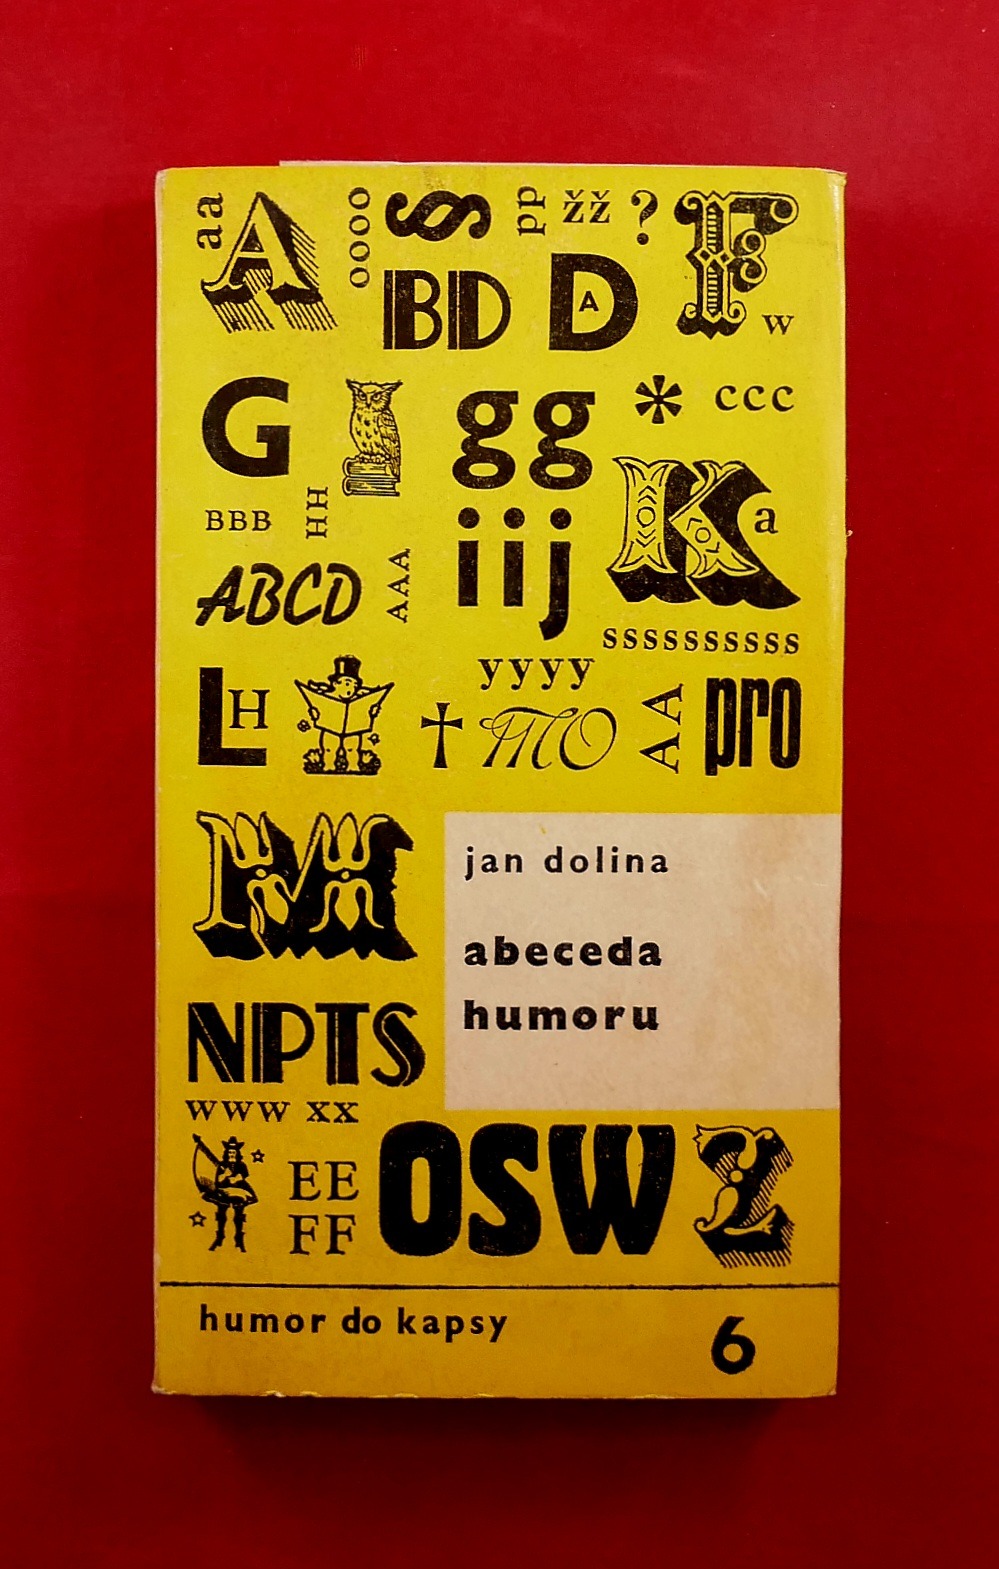 aa A oooo § pp žž ? F
BD D A w
G gg * ccc
BBB HH iij K a
ABCD AAA
ssssssssss
yyyy
L H † TO AA pro
M
jan dolina
abeceda
humoru
NPTS
www xx
EE
FF
OSW Z
humor do kapsy 6